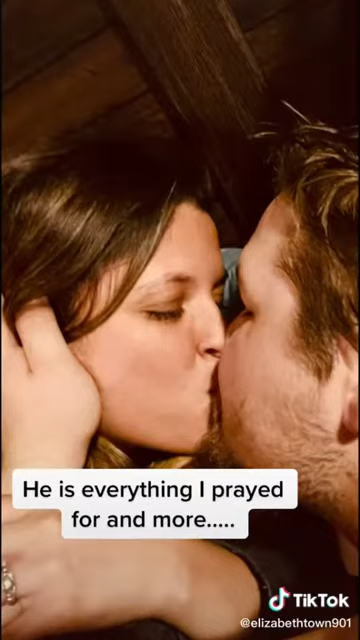 He is everything I prayed
for and more.....
TikTok
@elizabethtown901